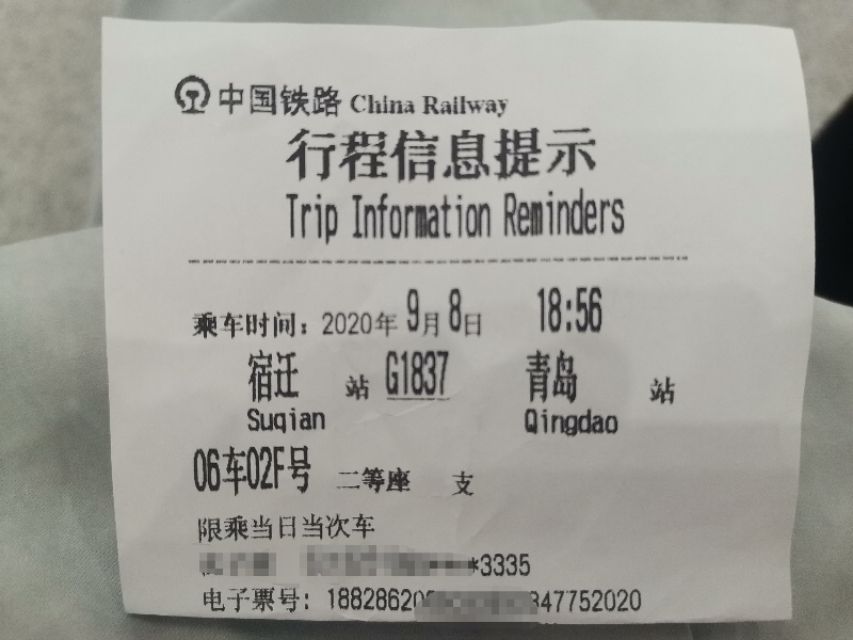 中国铁路 China Railway
行程信息提示
Trip Information Reminders
乘车时间：2020年9月8日 18:56
宿迁 站 G1837 青岛 站
Suqian Qingdao
06车02F号 二等座 支
限乘当日当次车
*3335
电子票号：18828620 47752020